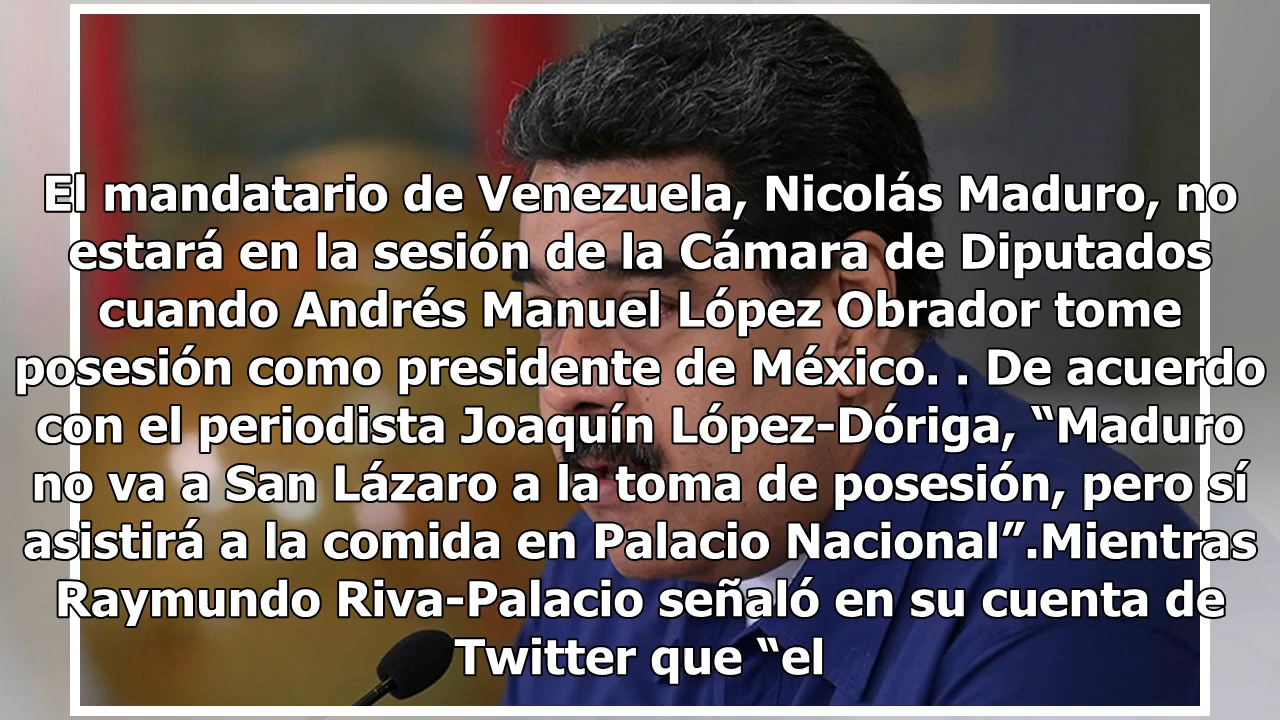 El mandatario de Venezuela, Nicolás Maduro, no
estará en la sesión de la Cámara de Diputados
cuando Andrés Manuel López Obrador tome
posesión como presidente de México. . De acuerdo
con el periodista Joaquín López-Dóriga, “Maduro
no va a San Lázaro a la toma de posesión, pero sí
asistirá a la comida en Palacio Nacional”.Mientras
Raymundo Riva-Palacio señaló en su cuenta de
Twitter que “el